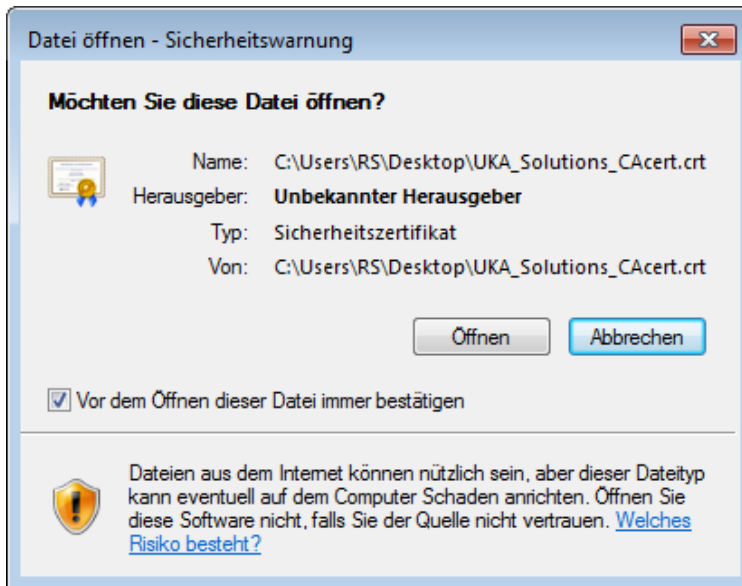 Datei öffnen - Sicherheitswarnung
Möchten Sie diese Datei öffnen?
Name: C:\Users\RS\Desktop\UKA_Solutions_CAcert.crt
Herausgeber: Unbekannter Herausgeber
Typ: Sicherheitszertifikat
Von: C:\Users\RS\Desktop\UKA_Solutions_CAcert.crt
Öffnen Abbrechen
Vor dem Öffnen dieser Datei immer bestätigen
Dateien aus dem Internet können nützlich sein, aber dieser Dateityp
kann eventuell auf dem Computer Schaden anrichten. Öffnen Sie
diese Software nicht, falls Sie der Quelle nicht vertrauen. Welches
Risiko besteht?